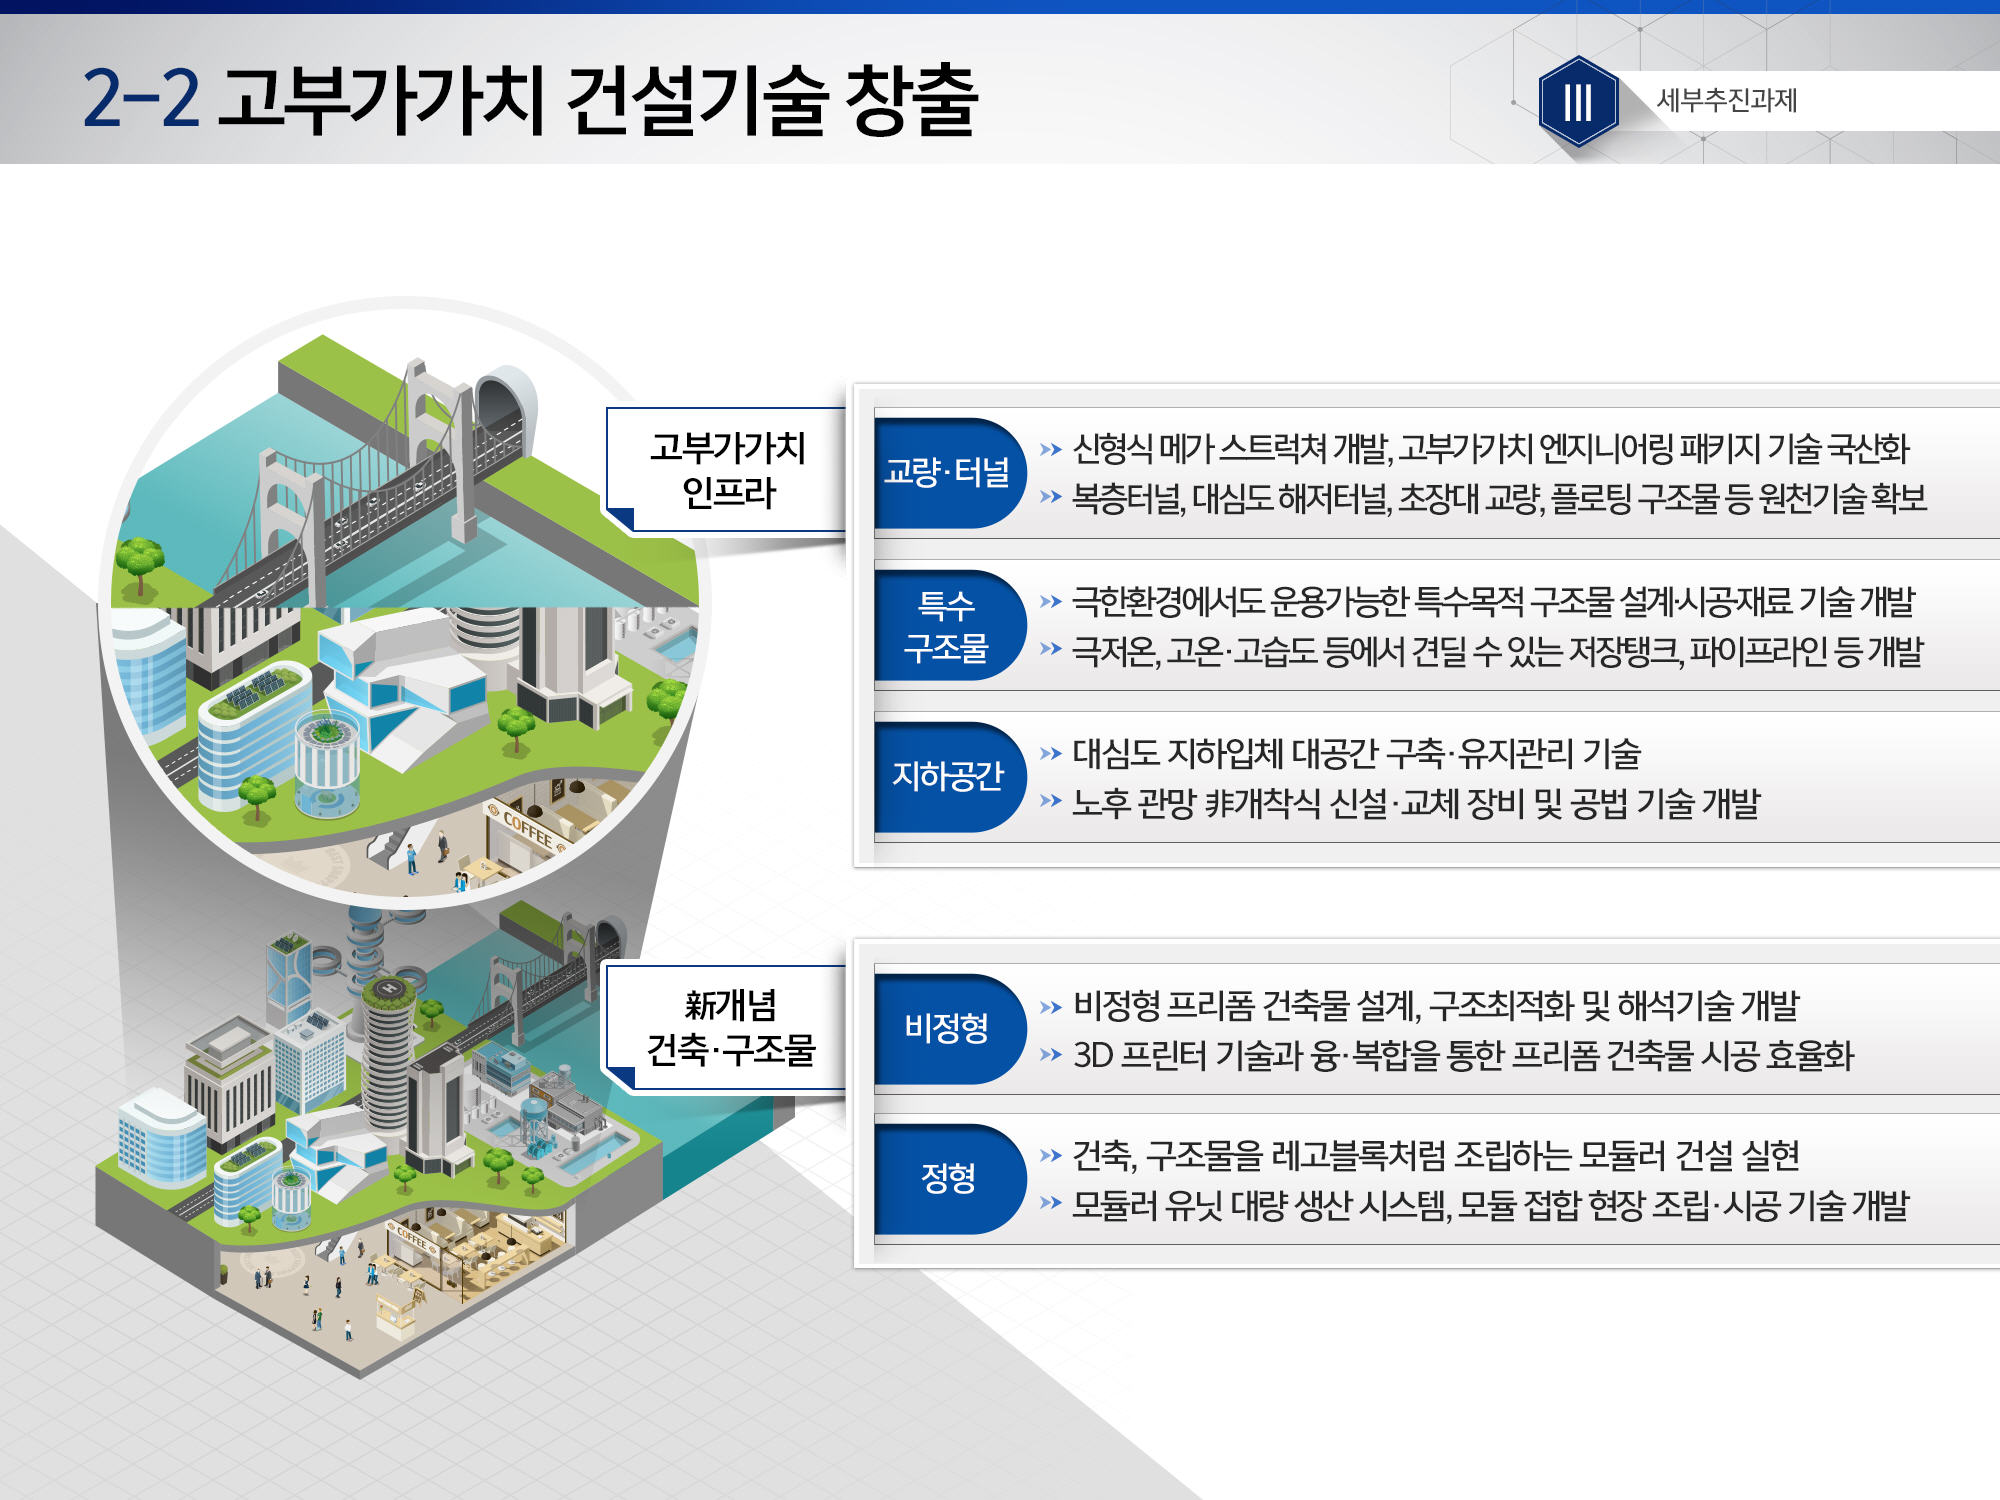 2-2 고부가가치 건설기술 창출
Ⅲ 세부추진과제
고부가가치
인프라
교량·터널
신형식 메가 스트럭쳐 개발, 고부가가치 엔지니어링 패키지 기술 국산화
복층터널, 대심도 해저터널, 초장대 교량, 플로팅 구조물 등 원천기술 확보
특수
구조물
극한환경에서도 운용가능한 특수목적 구조물 설계·시공·재료 기술 개발
극저온, 고온·고습도 등에서 견딜 수 있는 저장탱크, 파이프라인 등 개발
지하공간
대심도 지하입체 대공간 구축·유지관리 기술
노후 관망 非개착식 신설·교체 장비 및 공법 기술 개발
COFFEE
新개념
건축·구조물
비정형
비정형 프리폼 건축물 설계, 구조최적화 및 해석기술 개발
3D 프린터 기술과 융·복합을 통한 프리폼 건축물 시공 효율화
정형
건축, 구조물을 레고블록처럼 조립하는 모듈러 건설 실현
모듈러 유닛 대량 생산 시스템, 모듈 접합 현장 조립·시공 기술 개발
H
COFFEE